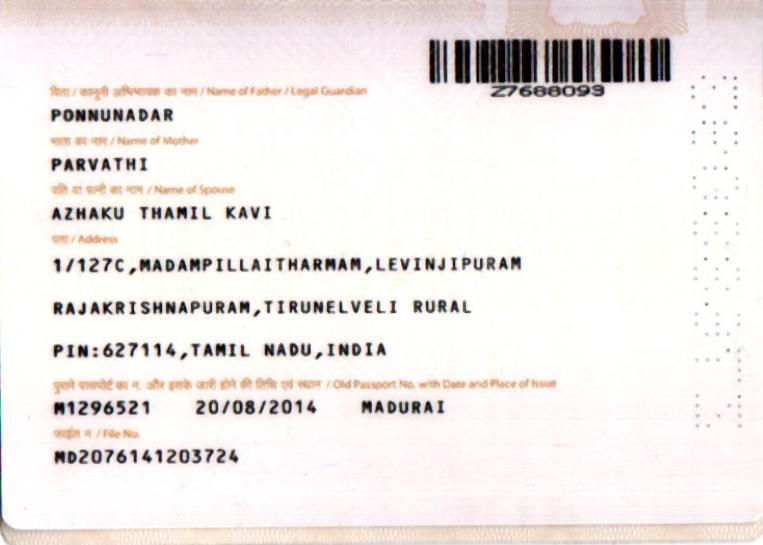 Z7688093
पिता / कानूनी अभिभावक का नाम / Name of Father / Legal Guardian
PONNUNADAR
माता का नाम / Name of Mother
PARVATHI
पति या पत्नी का नाम / Name of Spouse
AZHAKU THAMIL KAVI
पता / Address
1/127C,MADAMPILLAITHARMAM,LEVINJIPURAM
RAJAKRISHNAPURAM,TIRUNELVELI RURAL
PIN:627114,TAMIL NADU,INDIA
पुराने पासपोर्ट का न. और इसके जारी होने की तिथि एवं स्थान / Old Passport No. with Date and Place of Issue
M1296521 20/08/2014 MADURAI
फाईल न. / File No.
MD2076141203724